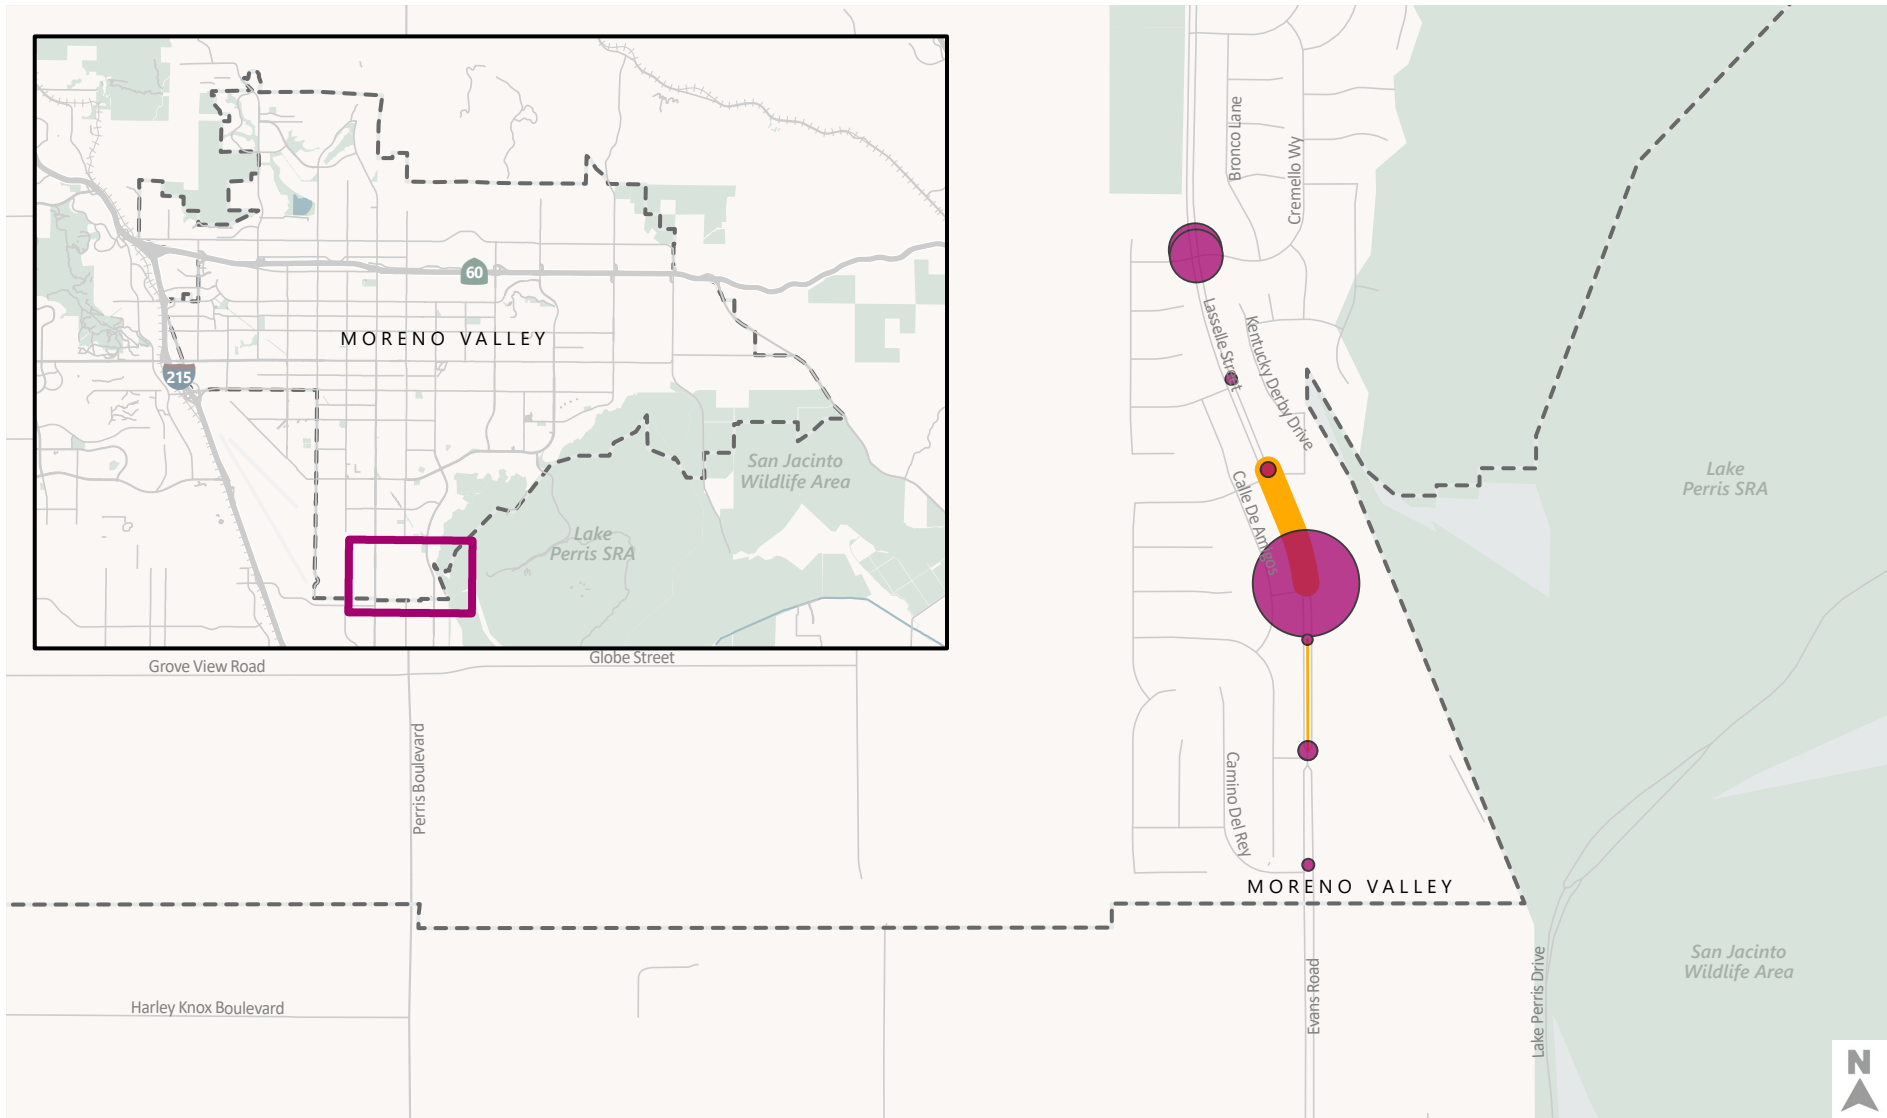 60
MORENO VALLEY
215
San Jacinto
Wildlife Area
Lake
Perris SRA
Bronco Lane
Cremello Wy
Lasselle Street
Kentucky Derby Drive
Calle De Amigos
Lake
Perris SRA
Grove View Road
Globe Street
Perris Boulevard
Camino Del Rey
MORENO VALLEY
Harley Knox Boulevard
Evans Road
Lake Perris Drive
San Jacinto
Wildlife Area
N